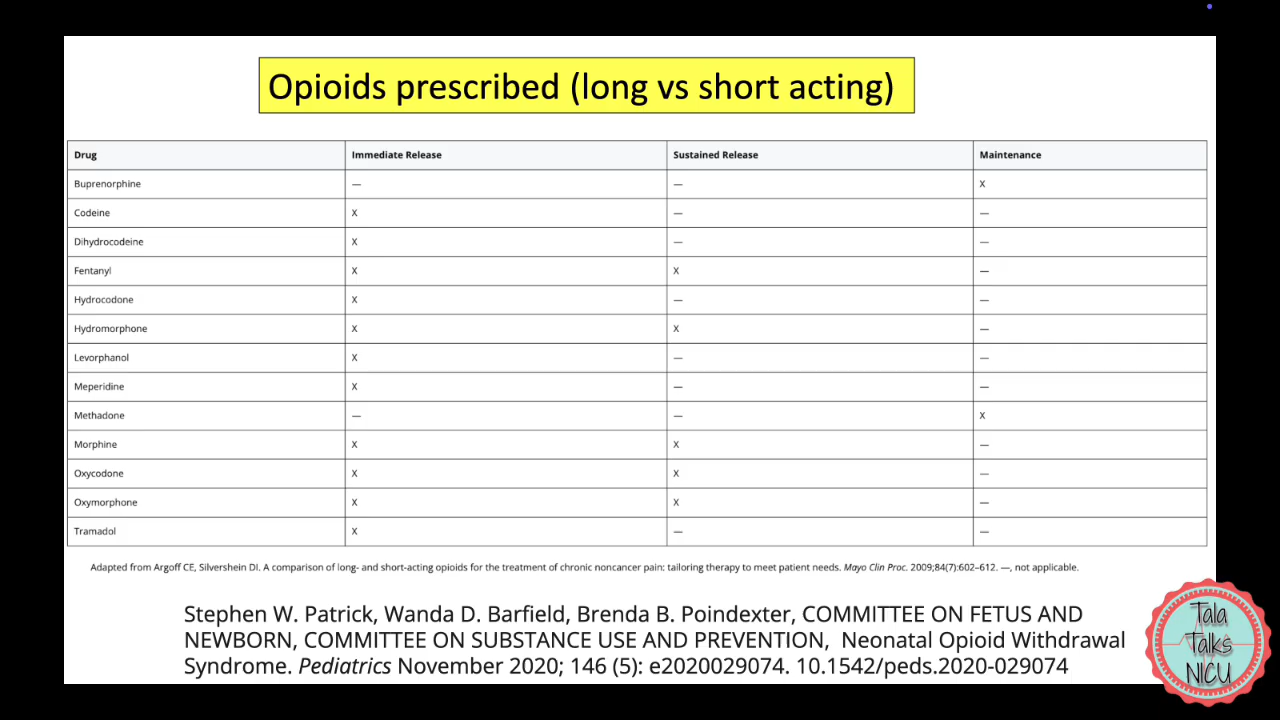 Opioids prescribed (long vs short acting)
Drug Immediate Release Sustained Release Maintenance
Buprenorphine — — X
Codeine X — —
Dihydrocodeine X — —
Fentanyl X X —
Hydrocodone X — —
Hydromorphone X X —
Levorphanol X — —
Meperidine X — —
Methadone — — X
Morphine X X —
Oxycodone X X —
Oxymorphone X X —
Tramadol X — —
Adapted from Argoff CE, Silvershein DI. A comparison of long- and short-acting opioids for the treatment of chronic noncancer pain: tailoring therapy to meet patient needs. Mayo Clin Proc. 2009;84(7):602–612. —, not applicable.
Stephen W. Patrick, Wanda D. Barfield, Brenda B. Poindexter, COMMITTEE ON FETUS AND
NEWBORN, COMMITTEE ON SUBSTANCE USE AND PREVENTION, Neonatal Opioid Withdrawal
Syndrome. Pediatrics November 2020; 146 (5): e2020029074. 10.1542/peds.2020-029074
Tala
Talks
NICU